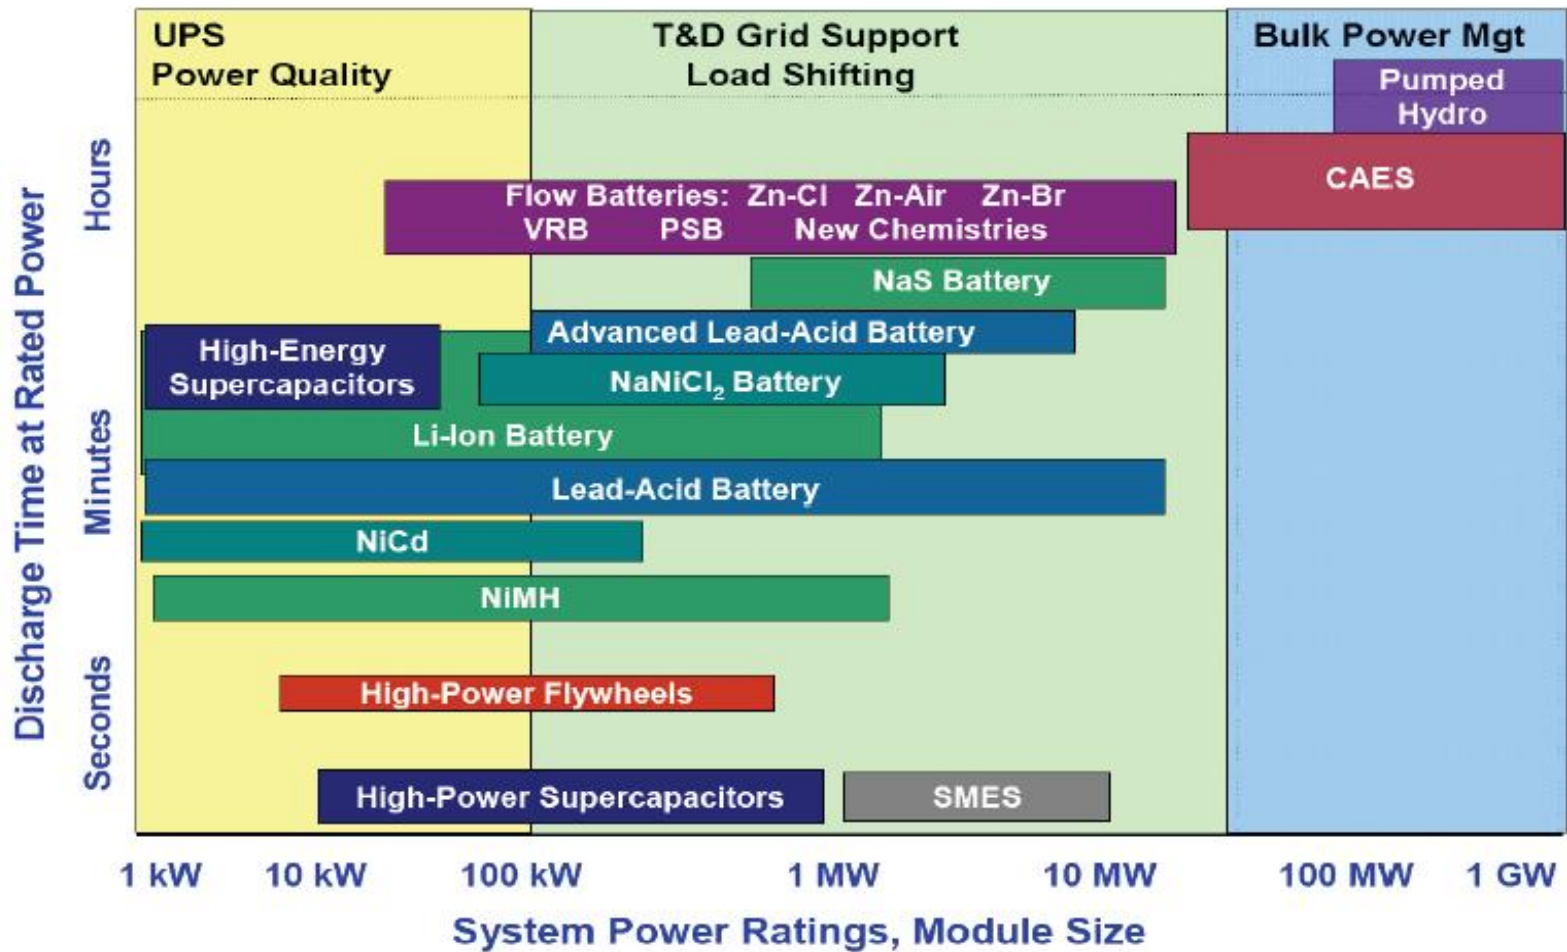 UPS
Power Quality
T&D Grid Support
Load Shifting
Bulk Power Mgt
Pumped
Hydro
CAES
Flow Batteries: Zn-Cl Zn-Air Zn-Br
VRB PSB New Chemistries
NaS Battery
Advanced Lead-Acid Battery
High-Energy
Supercapacitors
NaNiCl₂ Battery
Li-Ion Battery
Lead-Acid Battery
NiCd
NiMH
High-Power Flywheels
High-Power Supercapacitors
SMES
Discharge Time at Rated Power
Hours
Minutes
Seconds
1 kW 10 kW 100 kW 1 MW 10 MW 100 MW 1 GW
System Power Ratings, Module Size